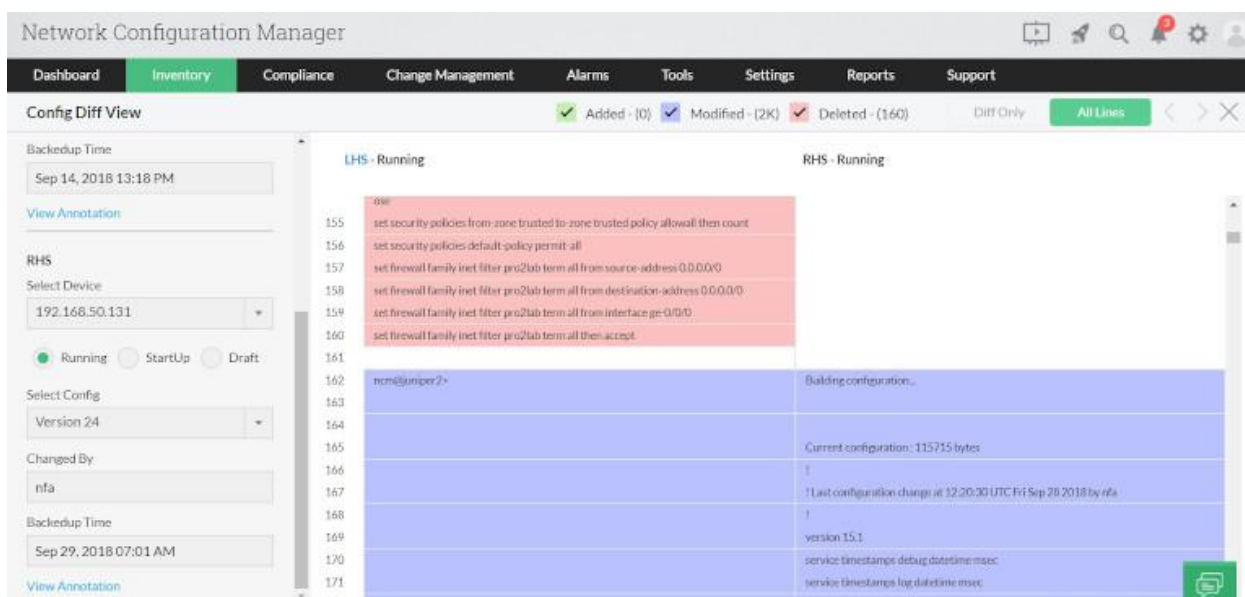 Network Configuration Manager
3
Dashboard Inventory Compliance Change Management Alarms Tools Settings Reports Support
Config Diff View Added - (0) Modified - (2K) Deleted - (160) Diff Only All Lines
Backedup Time
Sep 14, 2018 13:18 PM
View Annotation
RHS
Select Device
192.168.50.131
Running StartUp Draft
Select Config
Version 24
Changed By
nfa
Backedup Time
Sep 29, 2018 07:01 AM
View Annotation
LHS - Running RHS - Running
155 set security policies from-zone trusted to-zone trusted policy allowall then count
156 set security policies default-policy permit-all
157 set firewall family inet filter pro2lab term all from source-address 0.0.0.0/0
158 set firewall family inet filter pro2lab term all from destination-address 0.0.0.0/0
159 set firewall family inet filter pro2lab term all from interface ge-0/0/0
160 set firewall family inet filter pro2lab term all then accept
161
162 ncm@juniper2> Building configuration...
163
164
165 Current configuration : 115715 bytes
166 !
167 ! Last configuration change at 12:20:30 UTC Fri Sep 28 2018 by nfa
168 !
169 version 15.1
170 service timestamps debug datetime msec
171 service timestamps log datetime msec